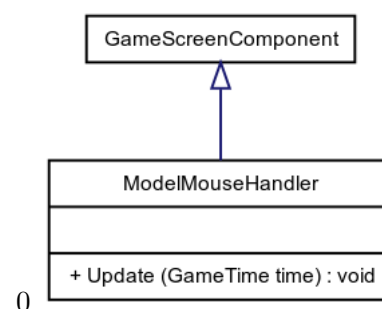 GameScreenComponent
ModelMouseHandler
+ Update (GameTime time) : void
0